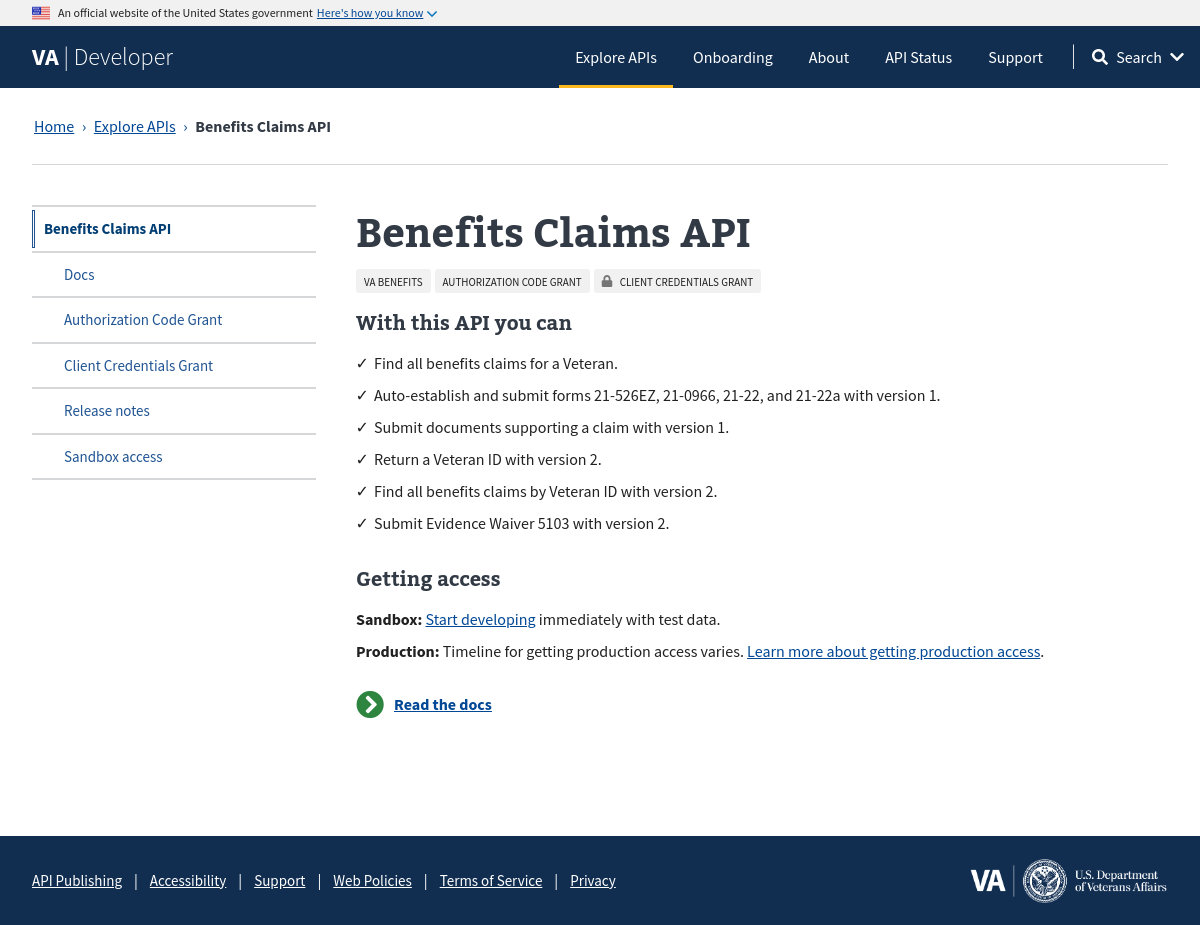 An official website of the United States government Here's how you know
VA | Developer
Explore APIs
Onboarding
About
API Status
Support
Search
Home › Explore APIs › Benefits Claims API
Benefits Claims API
Docs
Authorization Code Grant
Client Credentials Grant
Release notes
Sandbox access
Benefits Claims API
VA BENEFITS
AUTHORIZATION CODE GRANT
CLIENT CREDENTIALS GRANT
With this API you can
✓ Find all benefits claims for a Veteran.
✓ Auto-establish and submit forms 21-526EZ, 21-0966, 21-22, and 21-22a with version 1.
✓ Submit documents supporting a claim with version 1.
✓ Return a Veteran ID with version 2.
✓ Find all benefits claims by Veteran ID with version 2.
✓ Submit Evidence Waiver 5103 with version 2.
Getting access
Sandbox: Start developing immediately with test data.
Production: Timeline for getting production access varies. Learn more about getting production access.
Read the docs
API Publishing | Accessibility | Support | Web Policies | Terms of Service | Privacy
VA
U.S. Department
of Veterans Affairs